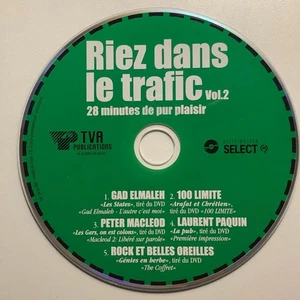 Riez dans
le trafic Vol.2
28 minutes de pur plaisir
TVA
PUBLICATIONS
DISTRIBUTION
SELECT
1. GAD ELMALEH
«Les States», tiré du DVD
«Gad Elmaleh - L'autre c'est moi»
2. 100 LIMITE
«Arafat et Chrétien»,
tiré du DVD «100 LIMITE»
3. PETER MACLEOD
«Les Gars, on est colons», tiré du DVD
«Macleod 2: Libéré sur parole»
4. LAURENT PAQUIN
«La pub», tiré du DVD
«Première impression»
5. ROCK ET BELLES OREILLES
«Génies en herbe», tiré du DVD
«The Coffret»